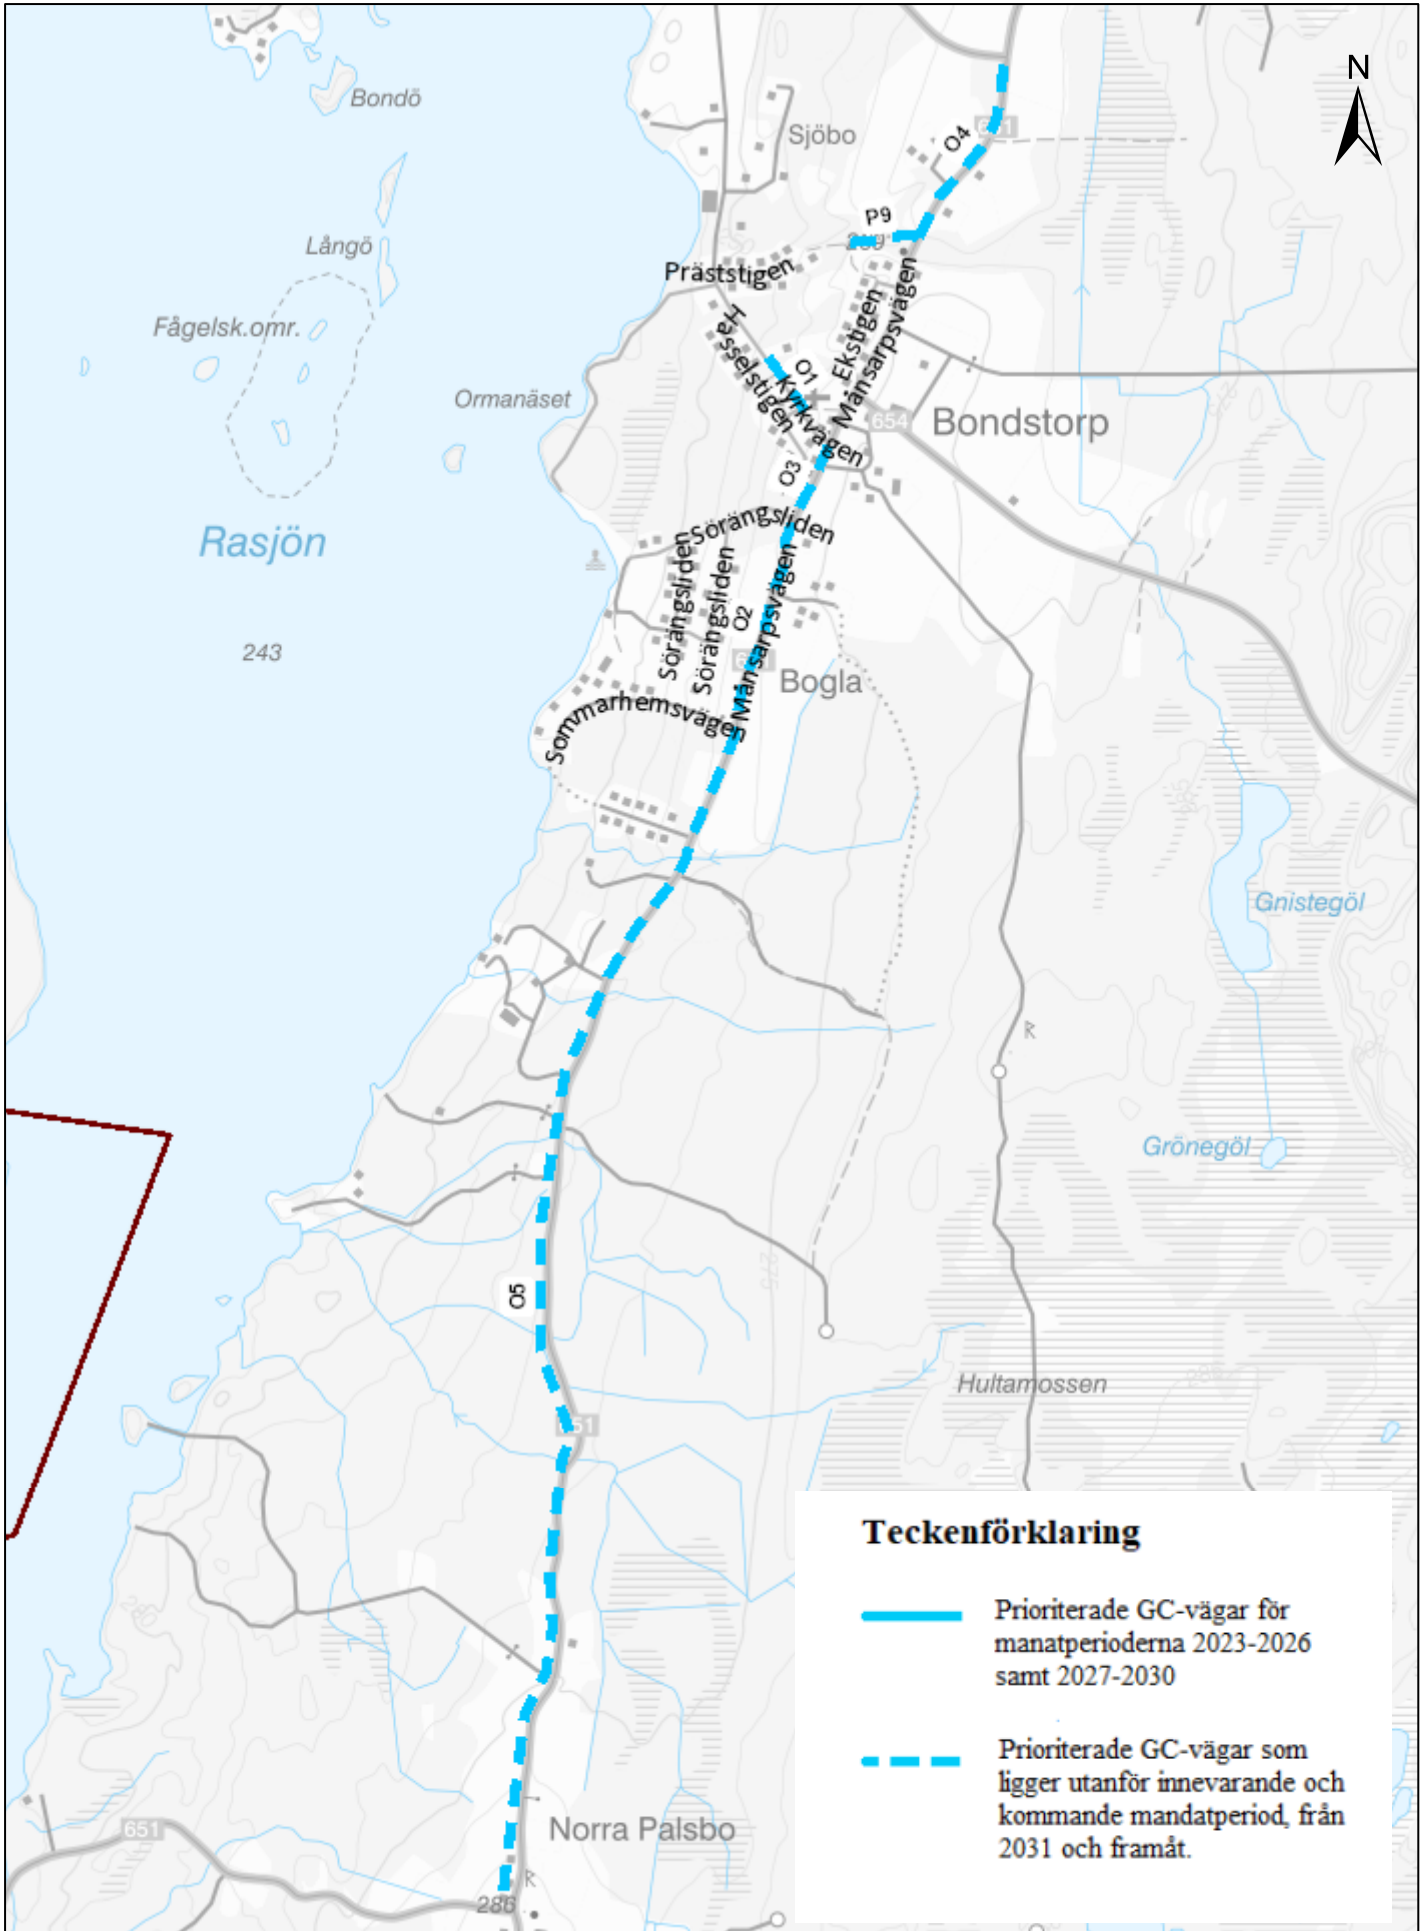 N
Bondö
Sjöbo
O4
P9
Långö
Präststigen
Fågelsk.omr.
Hasselstigen
O1
Ekstigen
Månsarpsvägen
Kyrkvägen
Ormanäset
654
Bondstorp
O3
Sörängsliden
Rasjön
Sörängsliden
Sörängsliden
O2
Månsarpsvägen
243
Bogla
Sommarhemsvägen
Gnistegöl
R
Grönegöl
275
O5
Hultamossen
651
Teckenförklaring
Prioriterade GC-vägar för
manatperioderna 2023-2026
samt 2027-2030
Prioriterade GC-vägar som
ligger utanför innevarande och
kommande mandatperiod, från
2031 och framåt.
651
Norra Palsbo
R
286